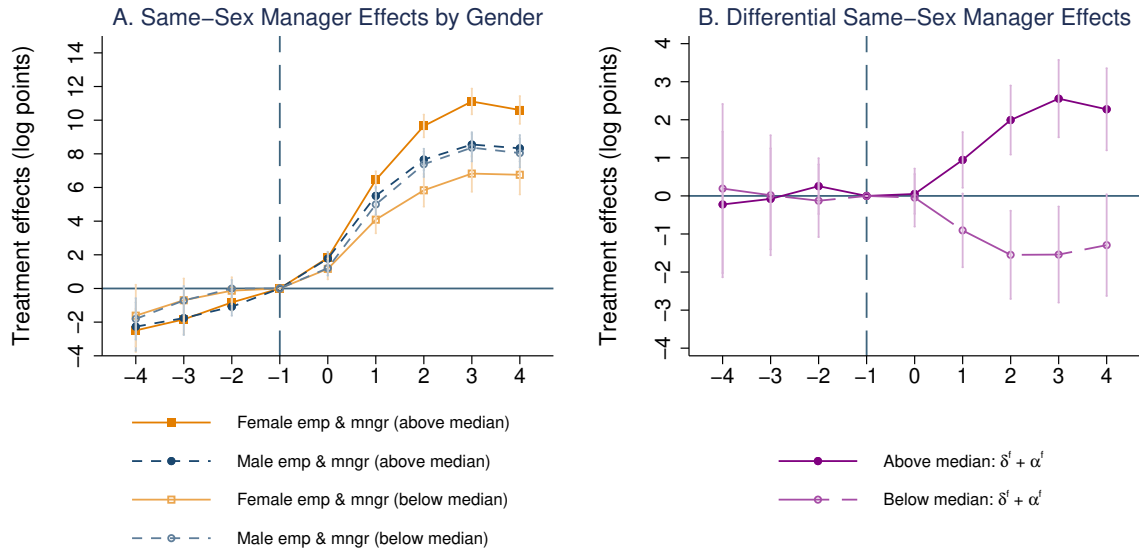 A. Same−Sex Manager Effects by Gender
Treatment effects (log points)
14
12
10
8
6
4
2
0
−2
−4
−4 −3 −2 −1 0 1 2 3 4
Female emp & mngr (above median)
Male emp & mngr (above median)
Female emp & mngr (below median)
Male emp & mngr (below median)
B. Differential Same−Sex Manager Effects
Treatment effects (log points)
4
3
2
1
0
−1
−2
−3
−4
−4 −3 −2 −1 0 1 2 3 4
Above median: δᶠ + αᶠ
Below median: δᶠ + αᶠ